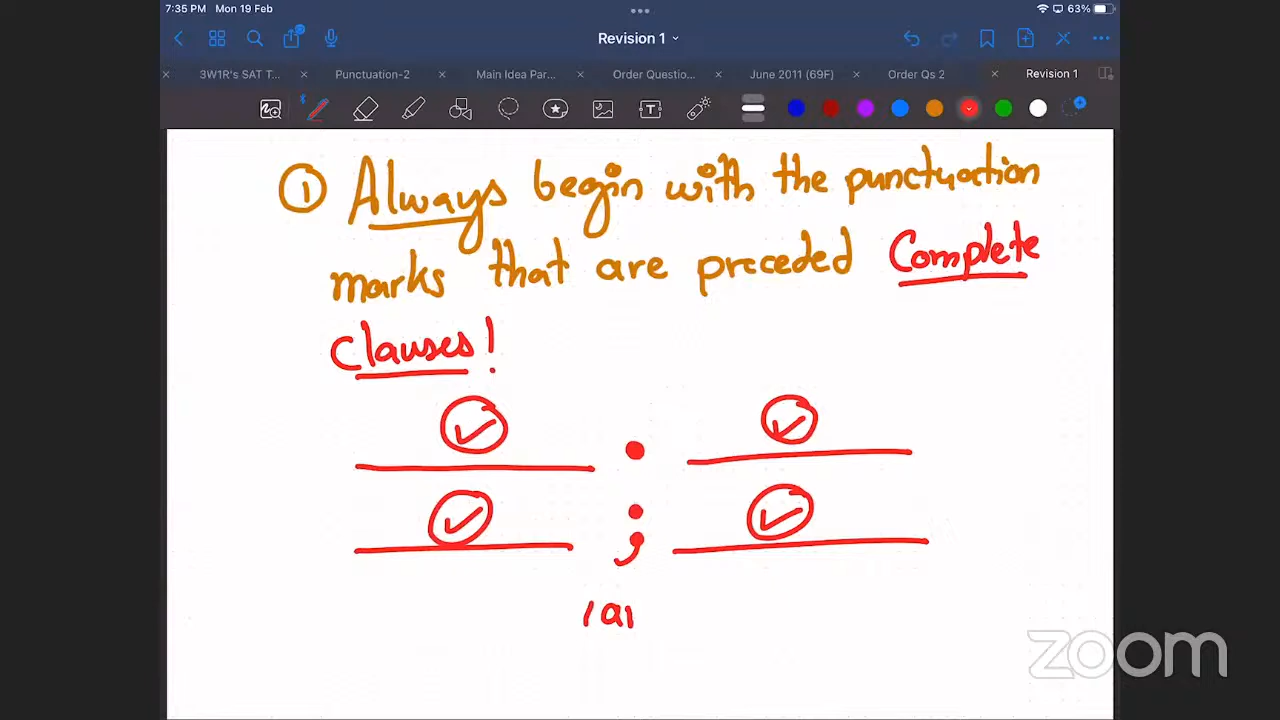 7:35 PM Mon 19 Feb
63%
Revision 1
3W1R's SAT T...
Punctuation-2
Main Idea Par...
Order Questio...
June 2011 (69F)
Order Qs 2
Revision 1
① Always begin with the punctuation
marks that are preceded Complete
Clauses!
.
;
zoom